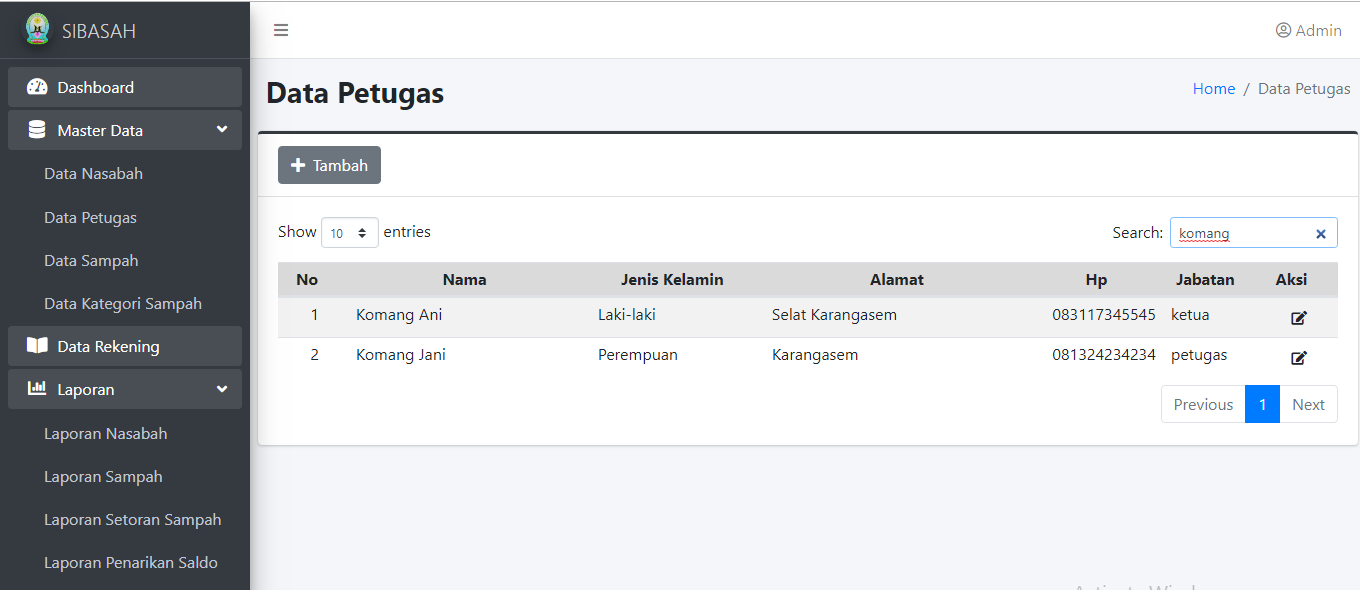 SIBASAH
Admin
Dashboard
Master Data
Data Nasabah
Data Petugas
Data Sampah
Data Kategori Sampah
Data Rekening
Laporan
Laporan Nasabah
Laporan Sampah
Laporan Setoran Sampah
Laporan Penarikan Saldo
Data Petugas
Home / Data Petugas
Tambah
Show 10 entries
Search: komang
No Nama Jenis Kelamin Alamat Hp Jabatan Aksi
1 Komang Ani Laki-laki Selat Karangasem 083117345545 ketua
2 Komang Jani Perempuan Karangasem 081324234234 petugas
Previous 1 Next